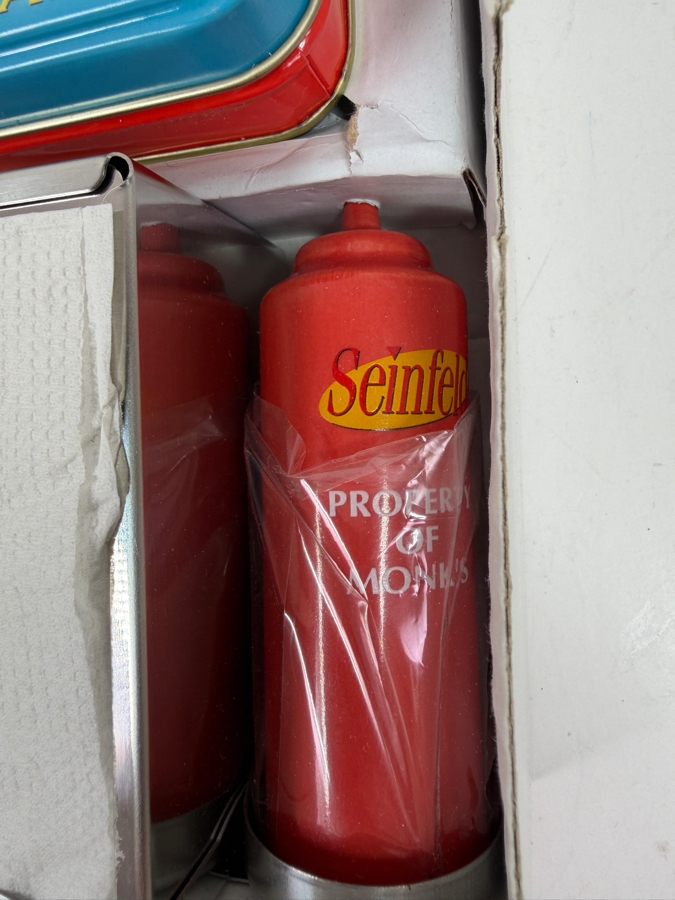 Seinfeld
PROPERTY
OF
MONK'S